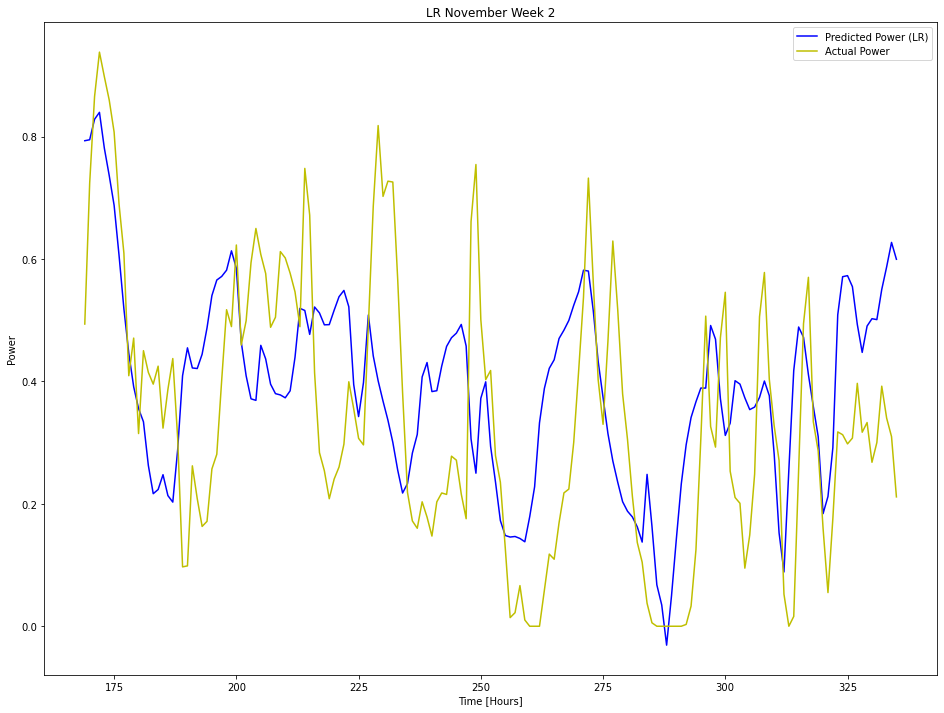 LR November Week 2
Predicted Power (LR)
Actual Power
0.8
0.6
0.4
0.2
0.0
Power
175
200
225
250
275
300
325
Time [Hours]